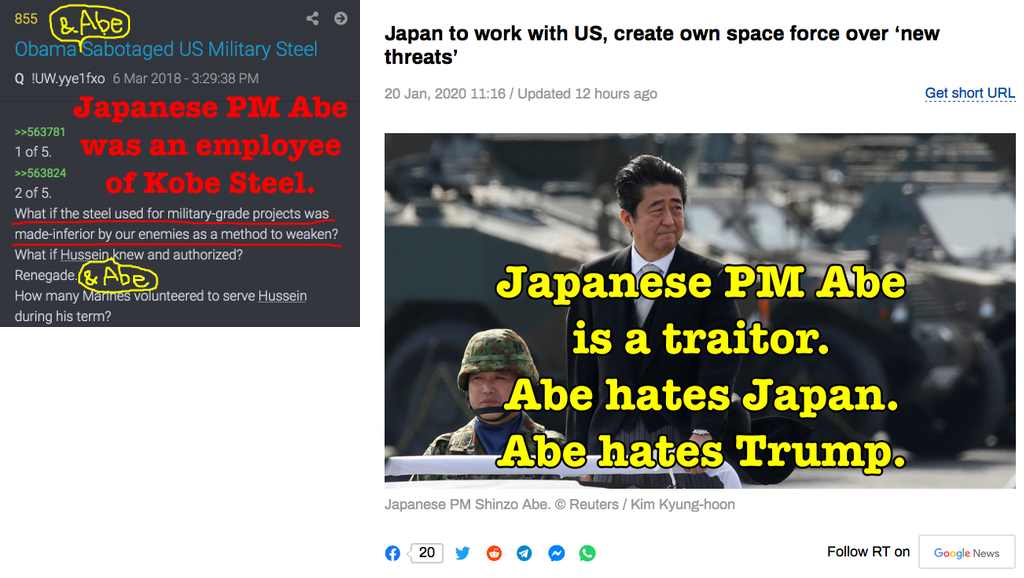 855
& Abe
Obama Sabotaged US Military Steel
Q !UW.yye1fxo 6 Mar 2018 - 3:29:38 PM
Japanese PM Abe
was an employee
of Kobe Steel.
>>563781
1 of 5.
>>563824
2 of 5.
What if the steel used for military-grade projects was
made-inferior by our enemies as a method to weaken?
What if Hussein knew and authorized?
Renegade.
& Abe
How many Marines volunteered to serve Hussein
during his term?
Japan to work with US, create own space force over ‘new
threats’
20 Jan, 2020 11:16 / Updated 12 hours ago
Get short URL
Japanese PM Abe
is a traitor.
Abe hates Japan.
Abe hates Trump.
Japanese PM Shinzo Abe. © Reuters / Kim Kyung-hoon
20
Follow RT on
Google News